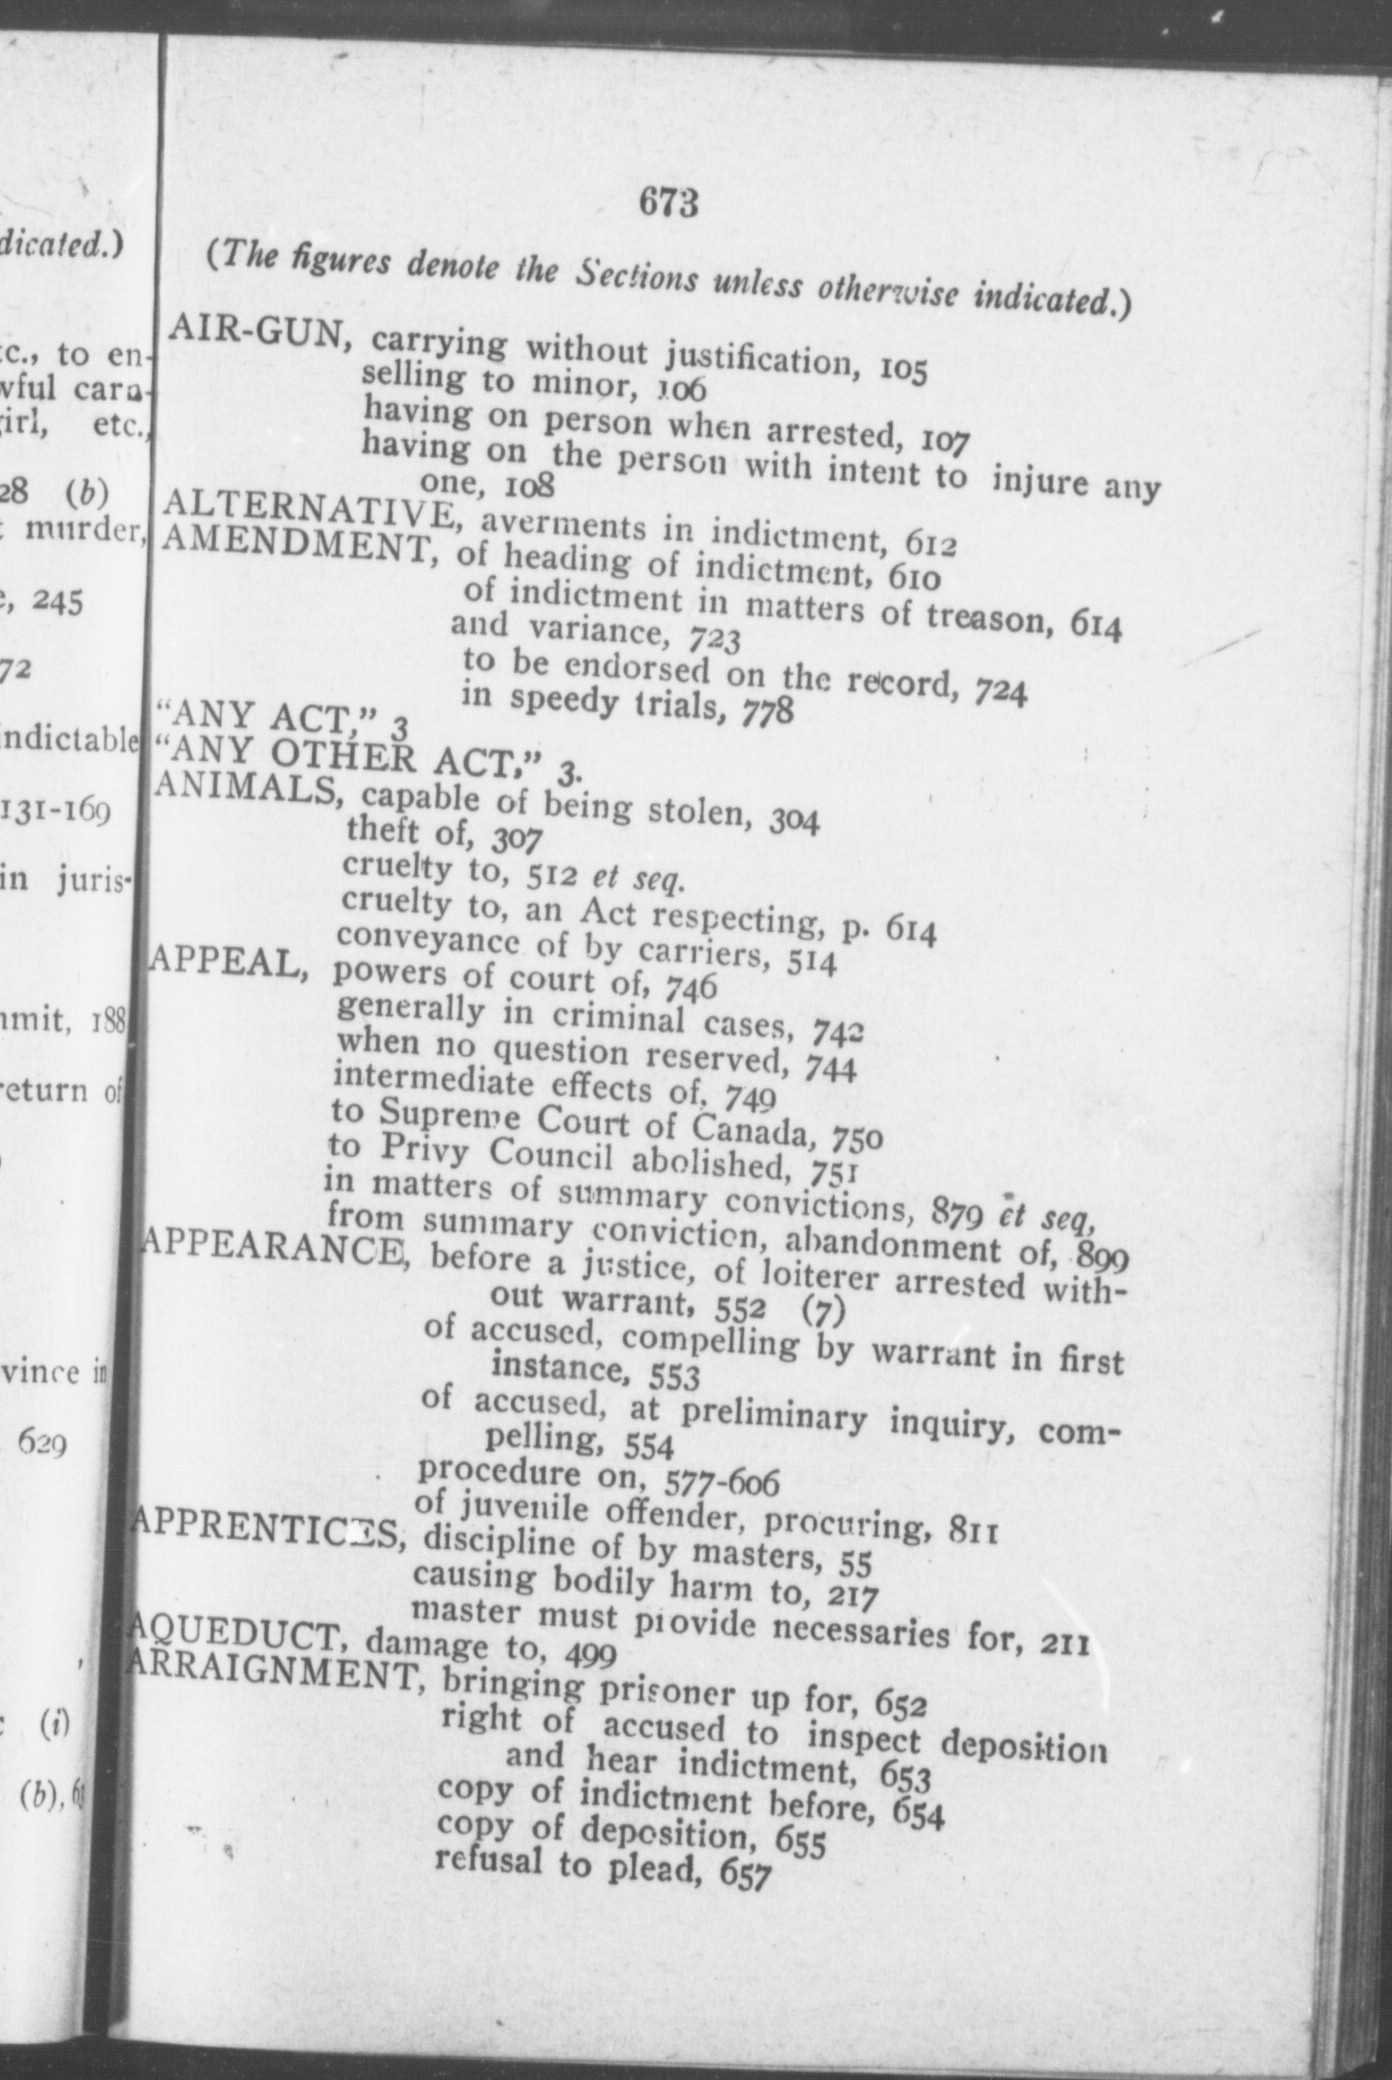 dicated.)
to en-
irl, etc.,
28 (b)
murder,
245
72
indictable
131-169
in juris-
188
return of
vince in
629
(i)
(b),
673
(The figures denote the Sections unless otherwise indicated.)
AIR-GUN, carrying without justification, 105
selling to minor, 106
having on person when arrested, 107
having on the person with intent to injure any
one, 108
ALTERNATIVE, averments in indictment, 612
AMENDMENT, of heading of indictment, 610
of indictment in matters of treason, 614
and variance, 723
to be endorsed on the record, 724
in speedy trials, 778
“ANY ACT,” 3
“ANY OTHER ACT,” 3.
ANIMALS, capable of being stolen, 304
theft of, 307
cruelty to, 512 et seq.
cruelty to, an Act respecting, p. 614
conveyance of by carriers, 514
APPEAL, powers of court of, 746
generally in criminal cases, 742
when no question reserved, 744
intermediate effects of, 749
to Supreme Court of Canada, 750
to Privy Council abolished, 751
in matters of summary convictions, 879 et seq,
from summary conviction, abandonment of, 899
APPEARANCE, before a justice, of loiterer arrested with-
out warrant, 552 (7)
of accused, compelling by warrant in first
instance, 553
of accused, at preliminary inquiry, com-
pelling, 554
procedure on, 577-606
of juvenile offender, procuring, 811
APPRENTICES, discipline of by masters, 55
causing bodily harm to, 217
master must provide necessaries for, 211
AQUEDUCT, damage to, 499
ARRAIGNMENT, bringing prisoner up for, 652
right of accused to inspect deposition
and hear indictment, 653
copy of indictment before, 654
copy of deposition, 655
refusal to plead, 657